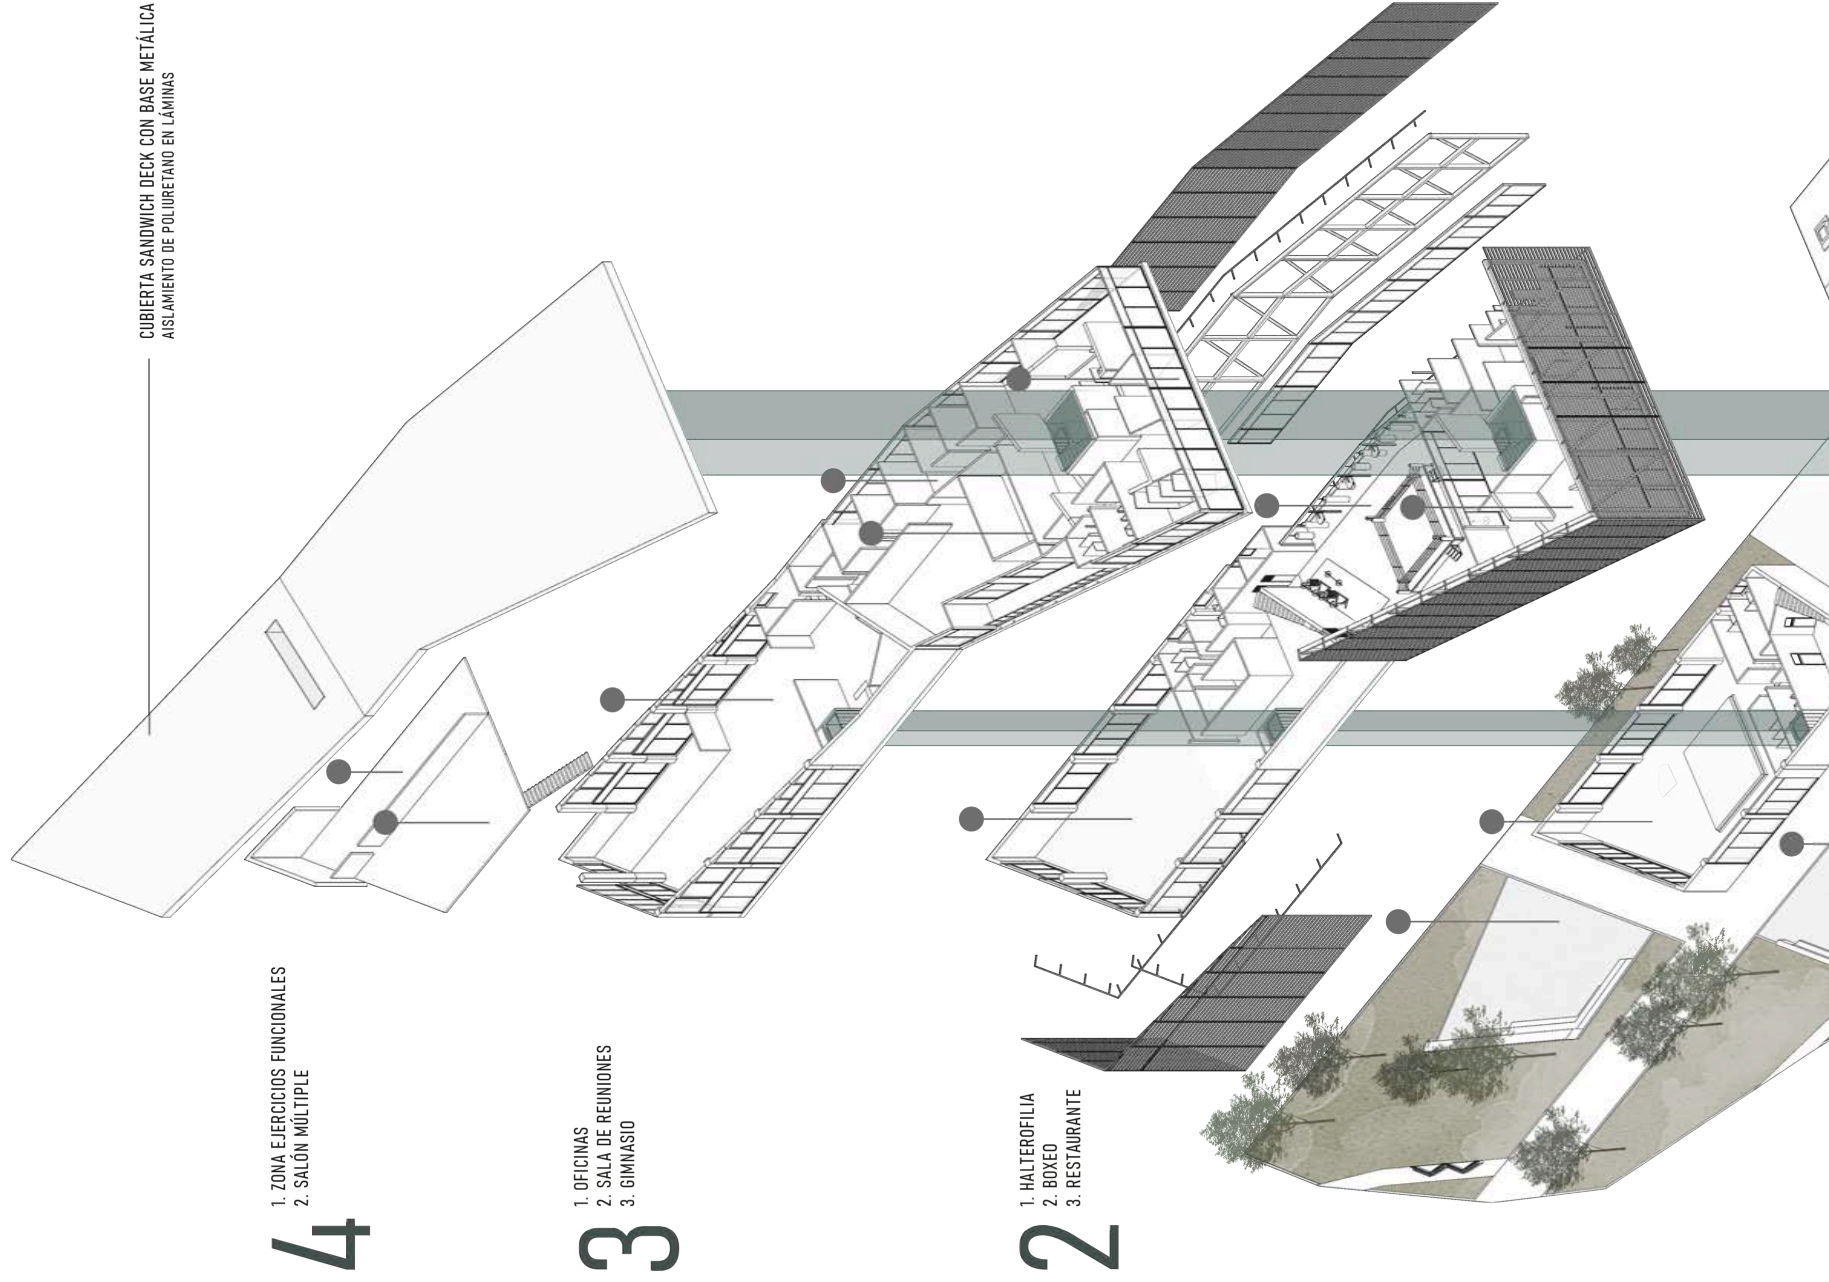 CUBIERTA SANDWICH DECK CON BASE METÁLICA
AISLAMIENTO DE POLIURETANO EN LÁMINAS
4
1. ZONA EJERCICIOS FUNCIONALES
2. SALÓN MÚLTIPLE
3
1. OFICINAS
2. SALA DE REUNIONES
3. GIMNASIO
2
1. HALTEROFILIA
2. BOXEO
3. RESTAURANTE